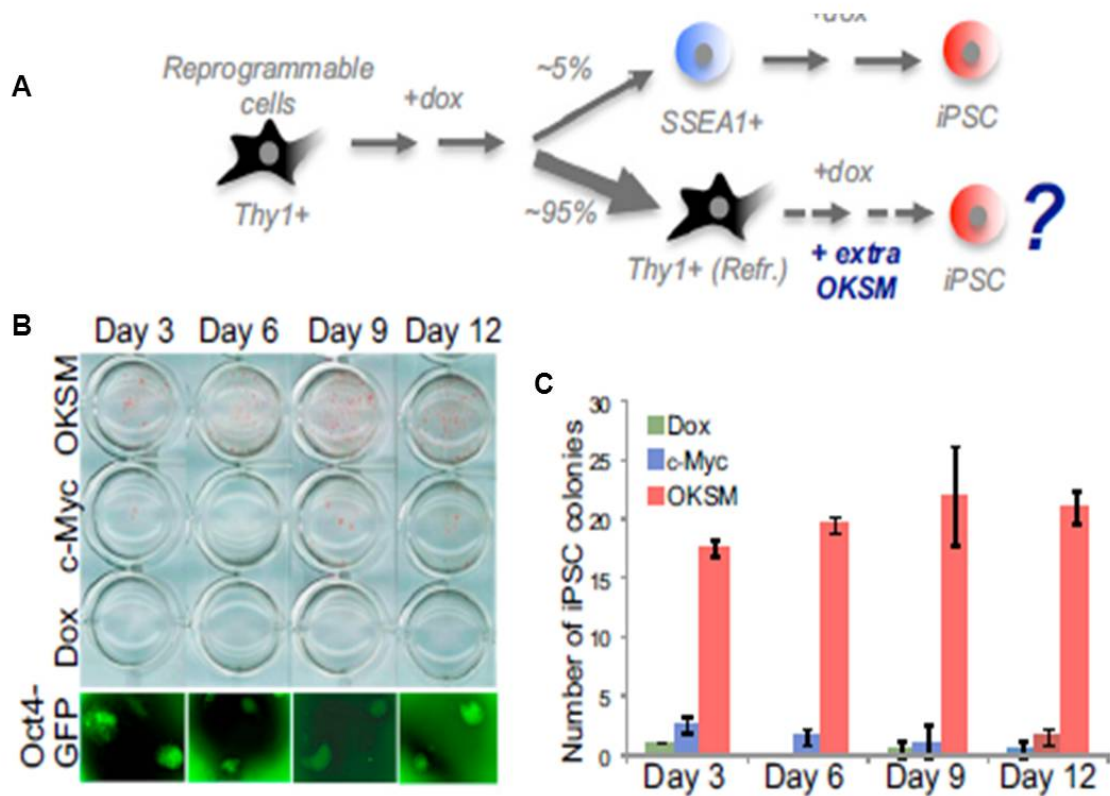 A
Reprogrammable
cells
+dox
~5%
+dox
Thy1+
~95%
SSEA1+
iPSC
+dox
Thy1+ (Refr.)
+ extra
OKSM
iPSC
?
B
Day 3 Day 6 Day 9 Day 12
OKSM
c-Myc
Dox
Oct4-
GFP
C
Number of iPSC colonies
30
25
20
15
10
5
0
Dox
c-Myc
OKSM
Day 3 Day 6 Day 9 Day 12